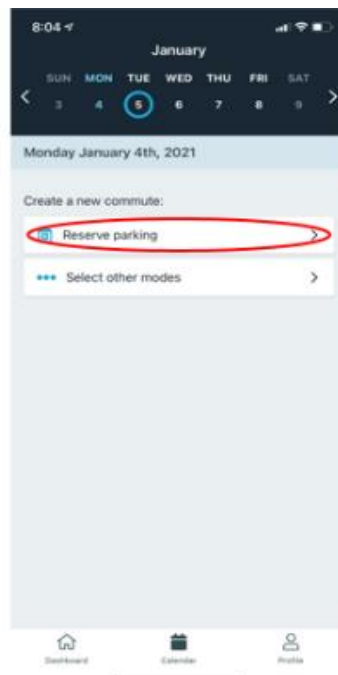 8:04
January
SUN MON TUE WED THU FRI SAT
3 4 5 6 7 8 9
Monday January 4th, 2021
Create a new commute:
Reserve parking
Select other modes
Dashboard Calendar Profile